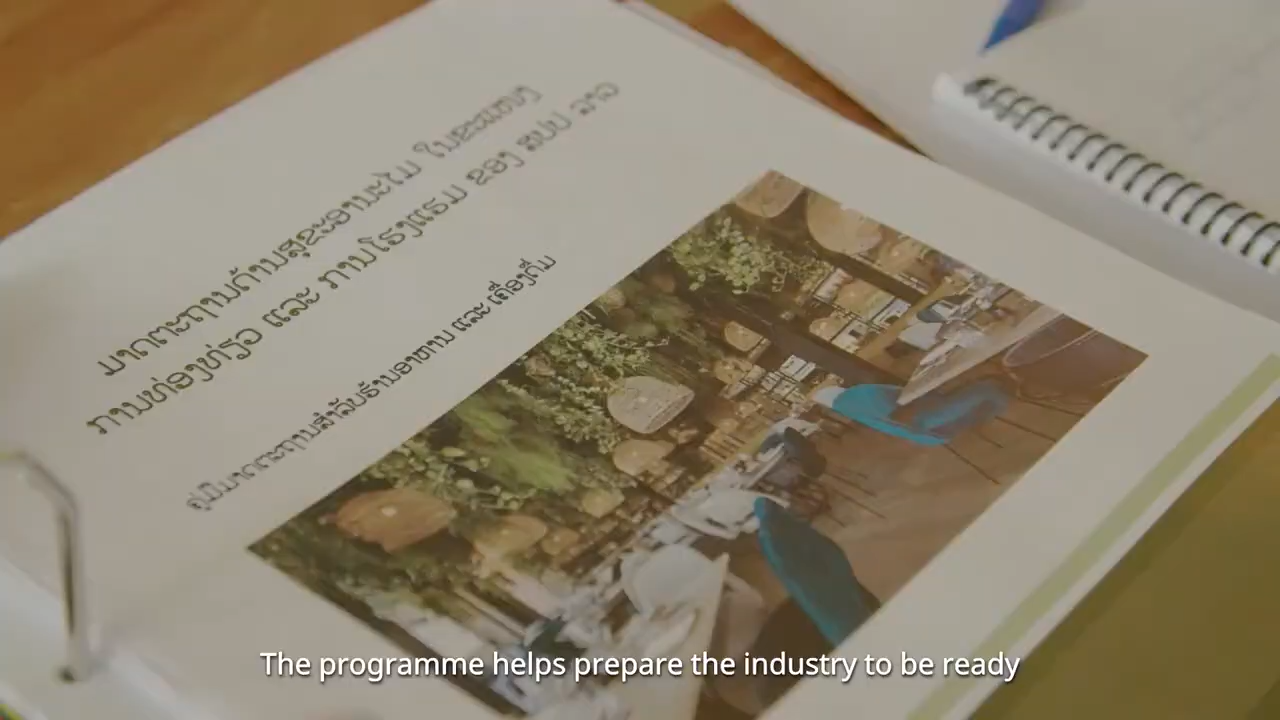 ມາດຕະຖານດ້ານສຸຂະອານະໄມ ໃນຂະແໜງ
ການທ່ອງທ່ຽວ ແລະ ການໂຮງແຮມ ຂອງ ສປປ ລາວ
ຄູ່ມືມາດຕະຖານສຳລັບຮ້ານອາຫານ ແລະ ເຄື່ອງດື່ມ
The programme helps prepare the industry to be ready